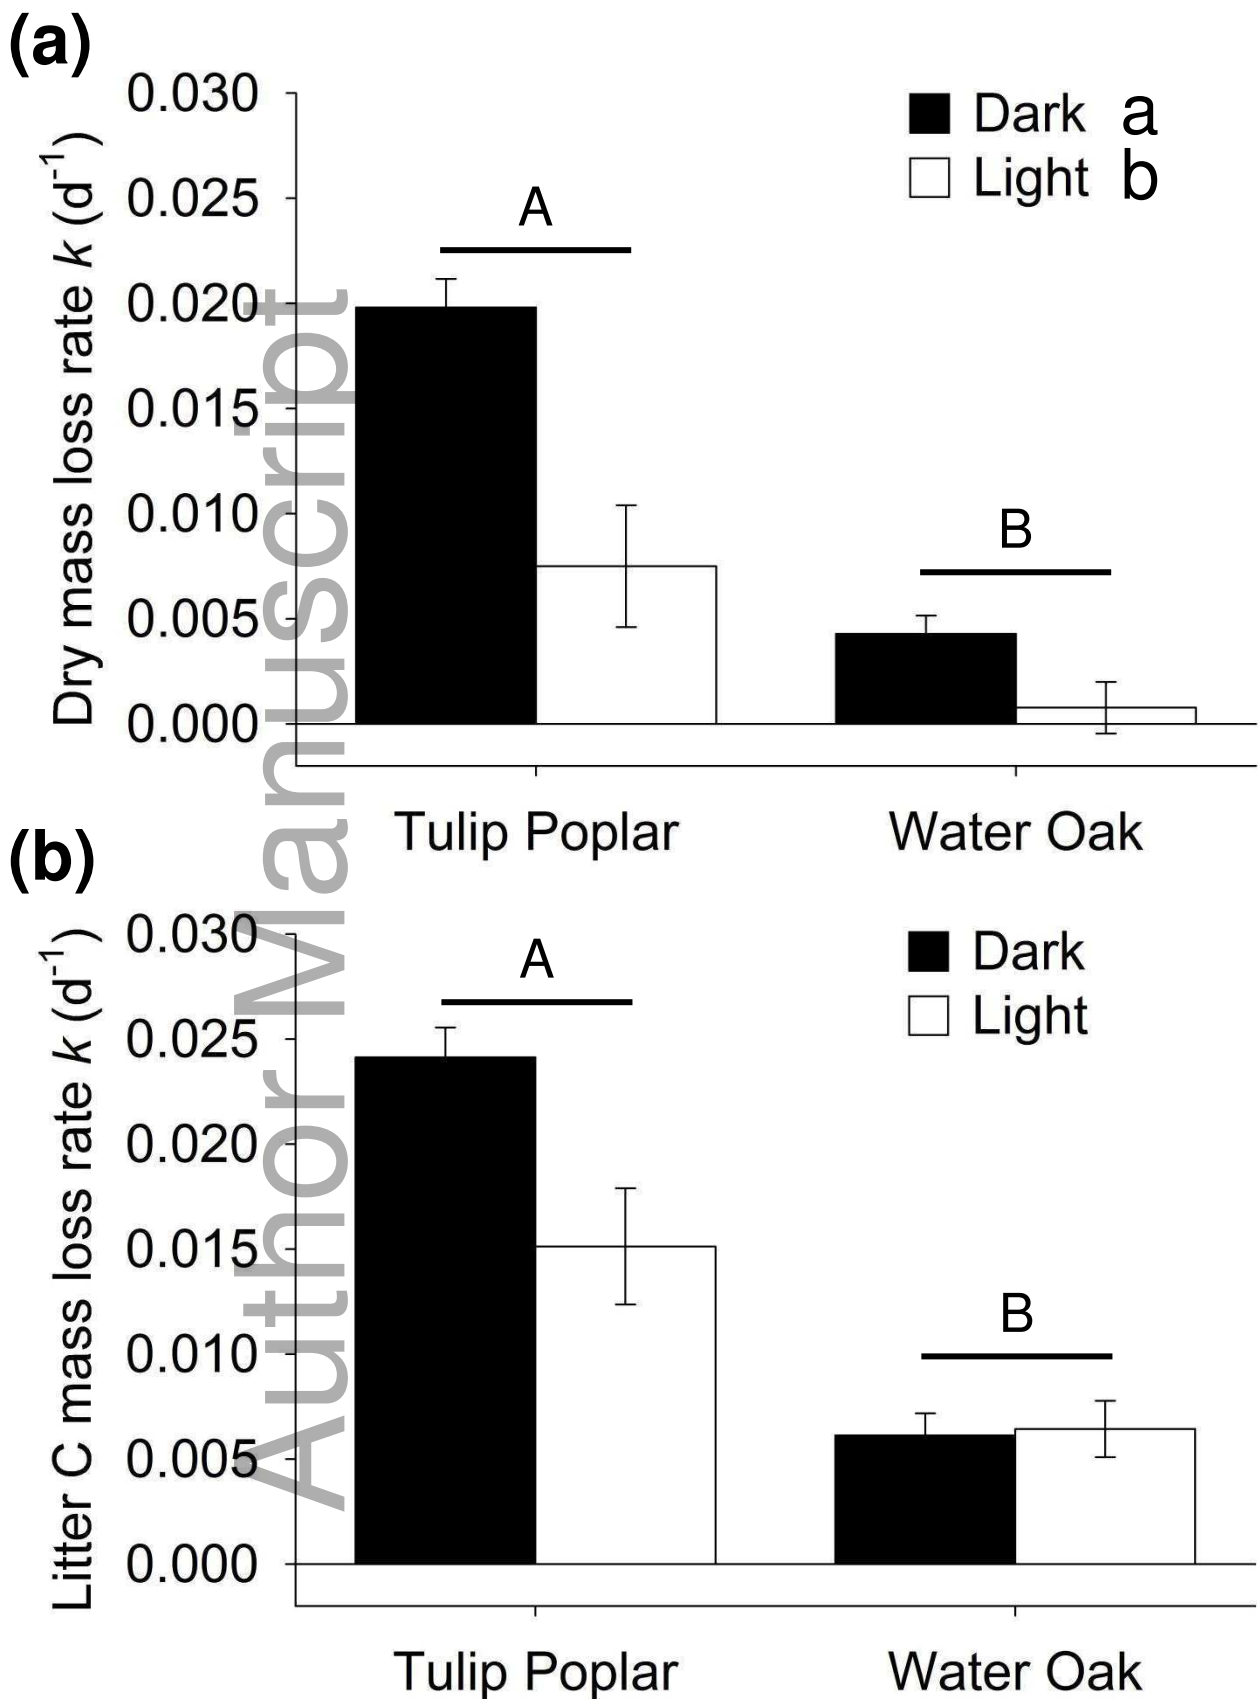 (a)
Dry mass loss rate k (d-1)
0.030
0.025
0.020
0.015
0.010
0.005
0.000
Dark a
Light b
A
B
Tulip Poplar
Water Oak
(b)
Litter C mass loss rate k (d-1)
0.030
0.025
0.020
0.015
0.010
0.005
0.000
Dark
Light
A
B
Tulip Poplar
Water Oak
Author Manuscript